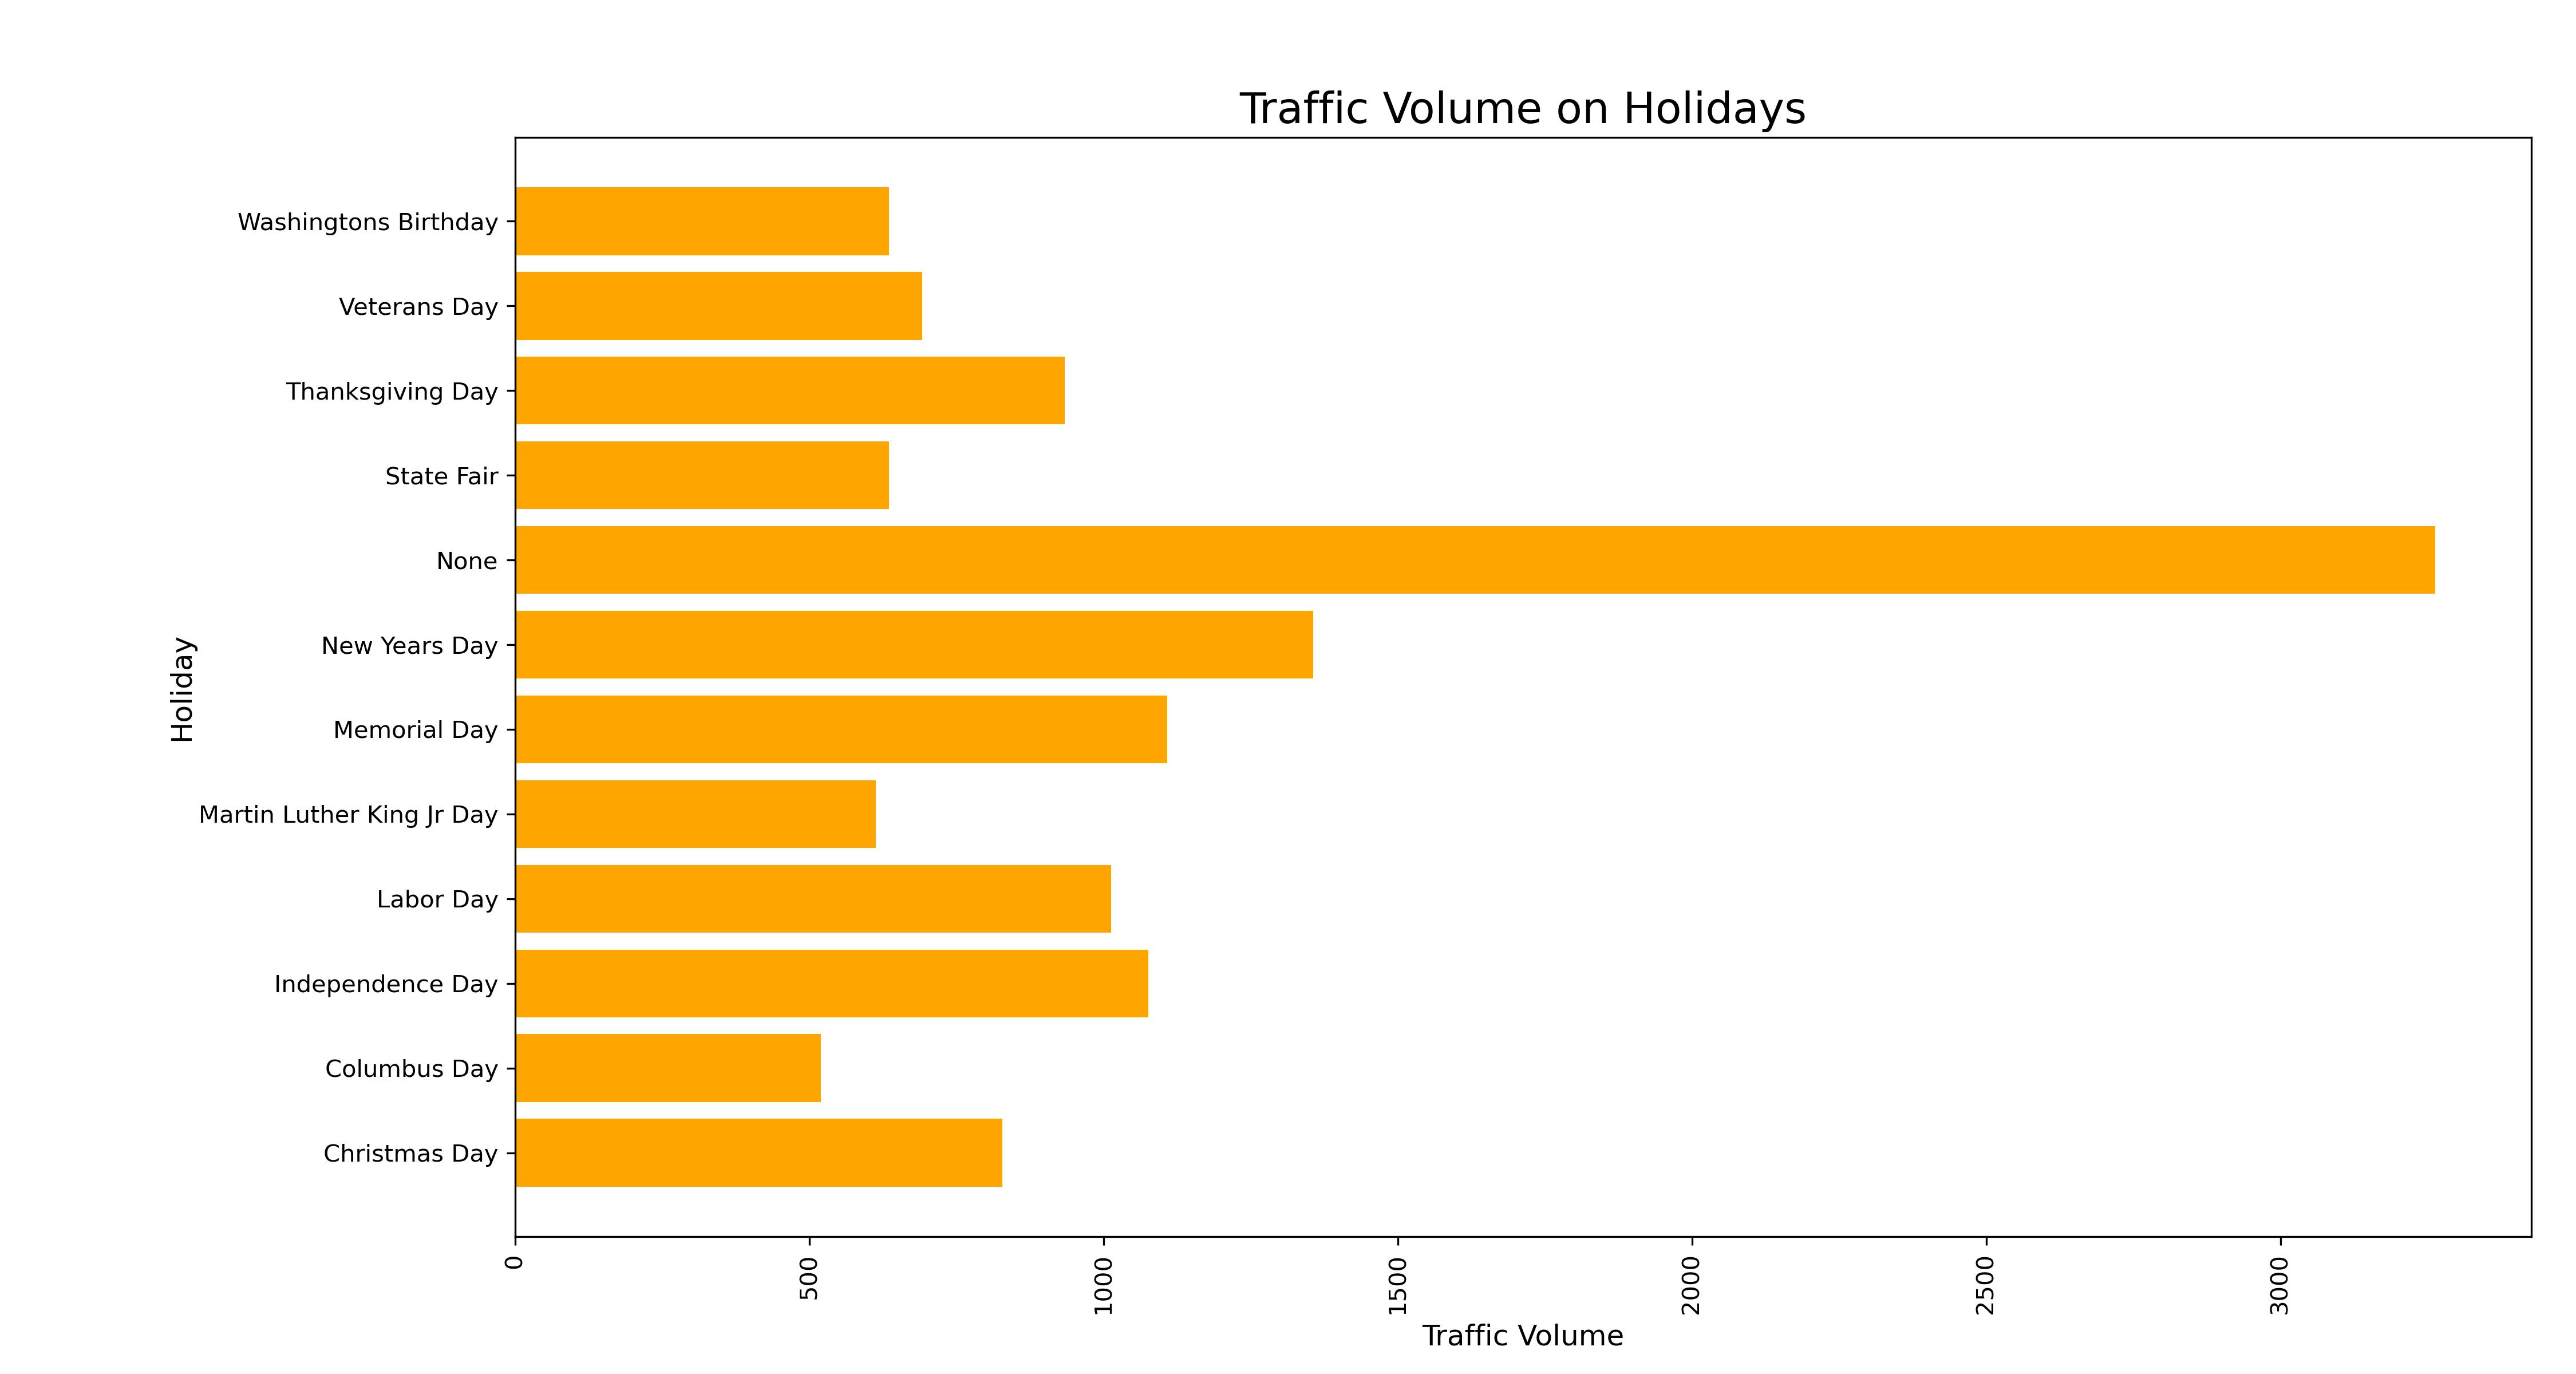 Traffic Volume on Holidays
Holiday
Washingtons Birthday
Veterans Day
Thanksgiving Day
State Fair
None
New Years Day
Memorial Day
Martin Luther King Jr Day
Labor Day
Independence Day
Columbus Day
Christmas Day
0
500
1000
1500
2000
2500
3000
Traffic Volume